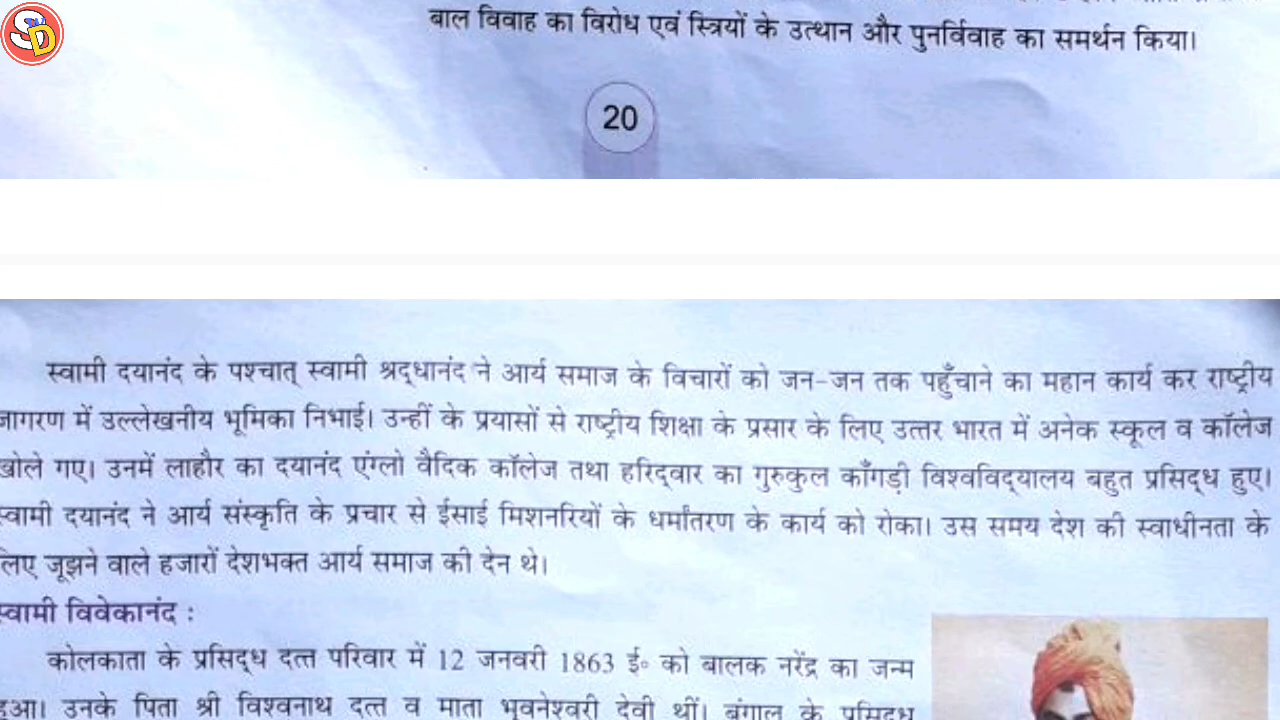 SD
बाल विवाह का विरोध एवं स्त्रियों के उत्थान और पुनर्विवाह का समर्थन किया।
20
स्वामी दयानंद के पश्चात् स्वामी श्रद्धानंद ने आर्य समाज के विचारों को जन-जन तक पहुँचाने का महान कार्य कर राष्ट्रीय
जागरण में उल्लेखनीय भूमिका निभाई। उन्हीं के प्रयासों से राष्ट्रीय शिक्षा के प्रसार के लिए उत्तर भारत में अनेक स्कूल व कॉलेज
खोले गए। उनमें लाहौर का दयानंद एंग्लो वैदिक कॉलेज तथा हरिद्वार का गुरुकुल काँगड़ी विश्वविद्यालय बहुत प्रसिद्ध हुए।
स्वामी दयानंद ने आर्य संस्कृति के प्रचार से ईसाई मिशनरियों के धर्मांतरण के कार्य को रोका। उस समय देश की स्वाधीनता के
लिए जूझने वाले हजारों देशभक्त आर्य समाज की देन थे।
स्वामी विवेकानंद :
कोलकाता के प्रसिद्ध दत्त परिवार में 12 जनवरी 1863 ई॰ को बालक नरेंद्र का जन्म
हुआ। उनके पिता श्री विश्वनाथ दत्त व माता भुवनेश्वरी देवी थीं। बंगाल के प्रसिद्ध